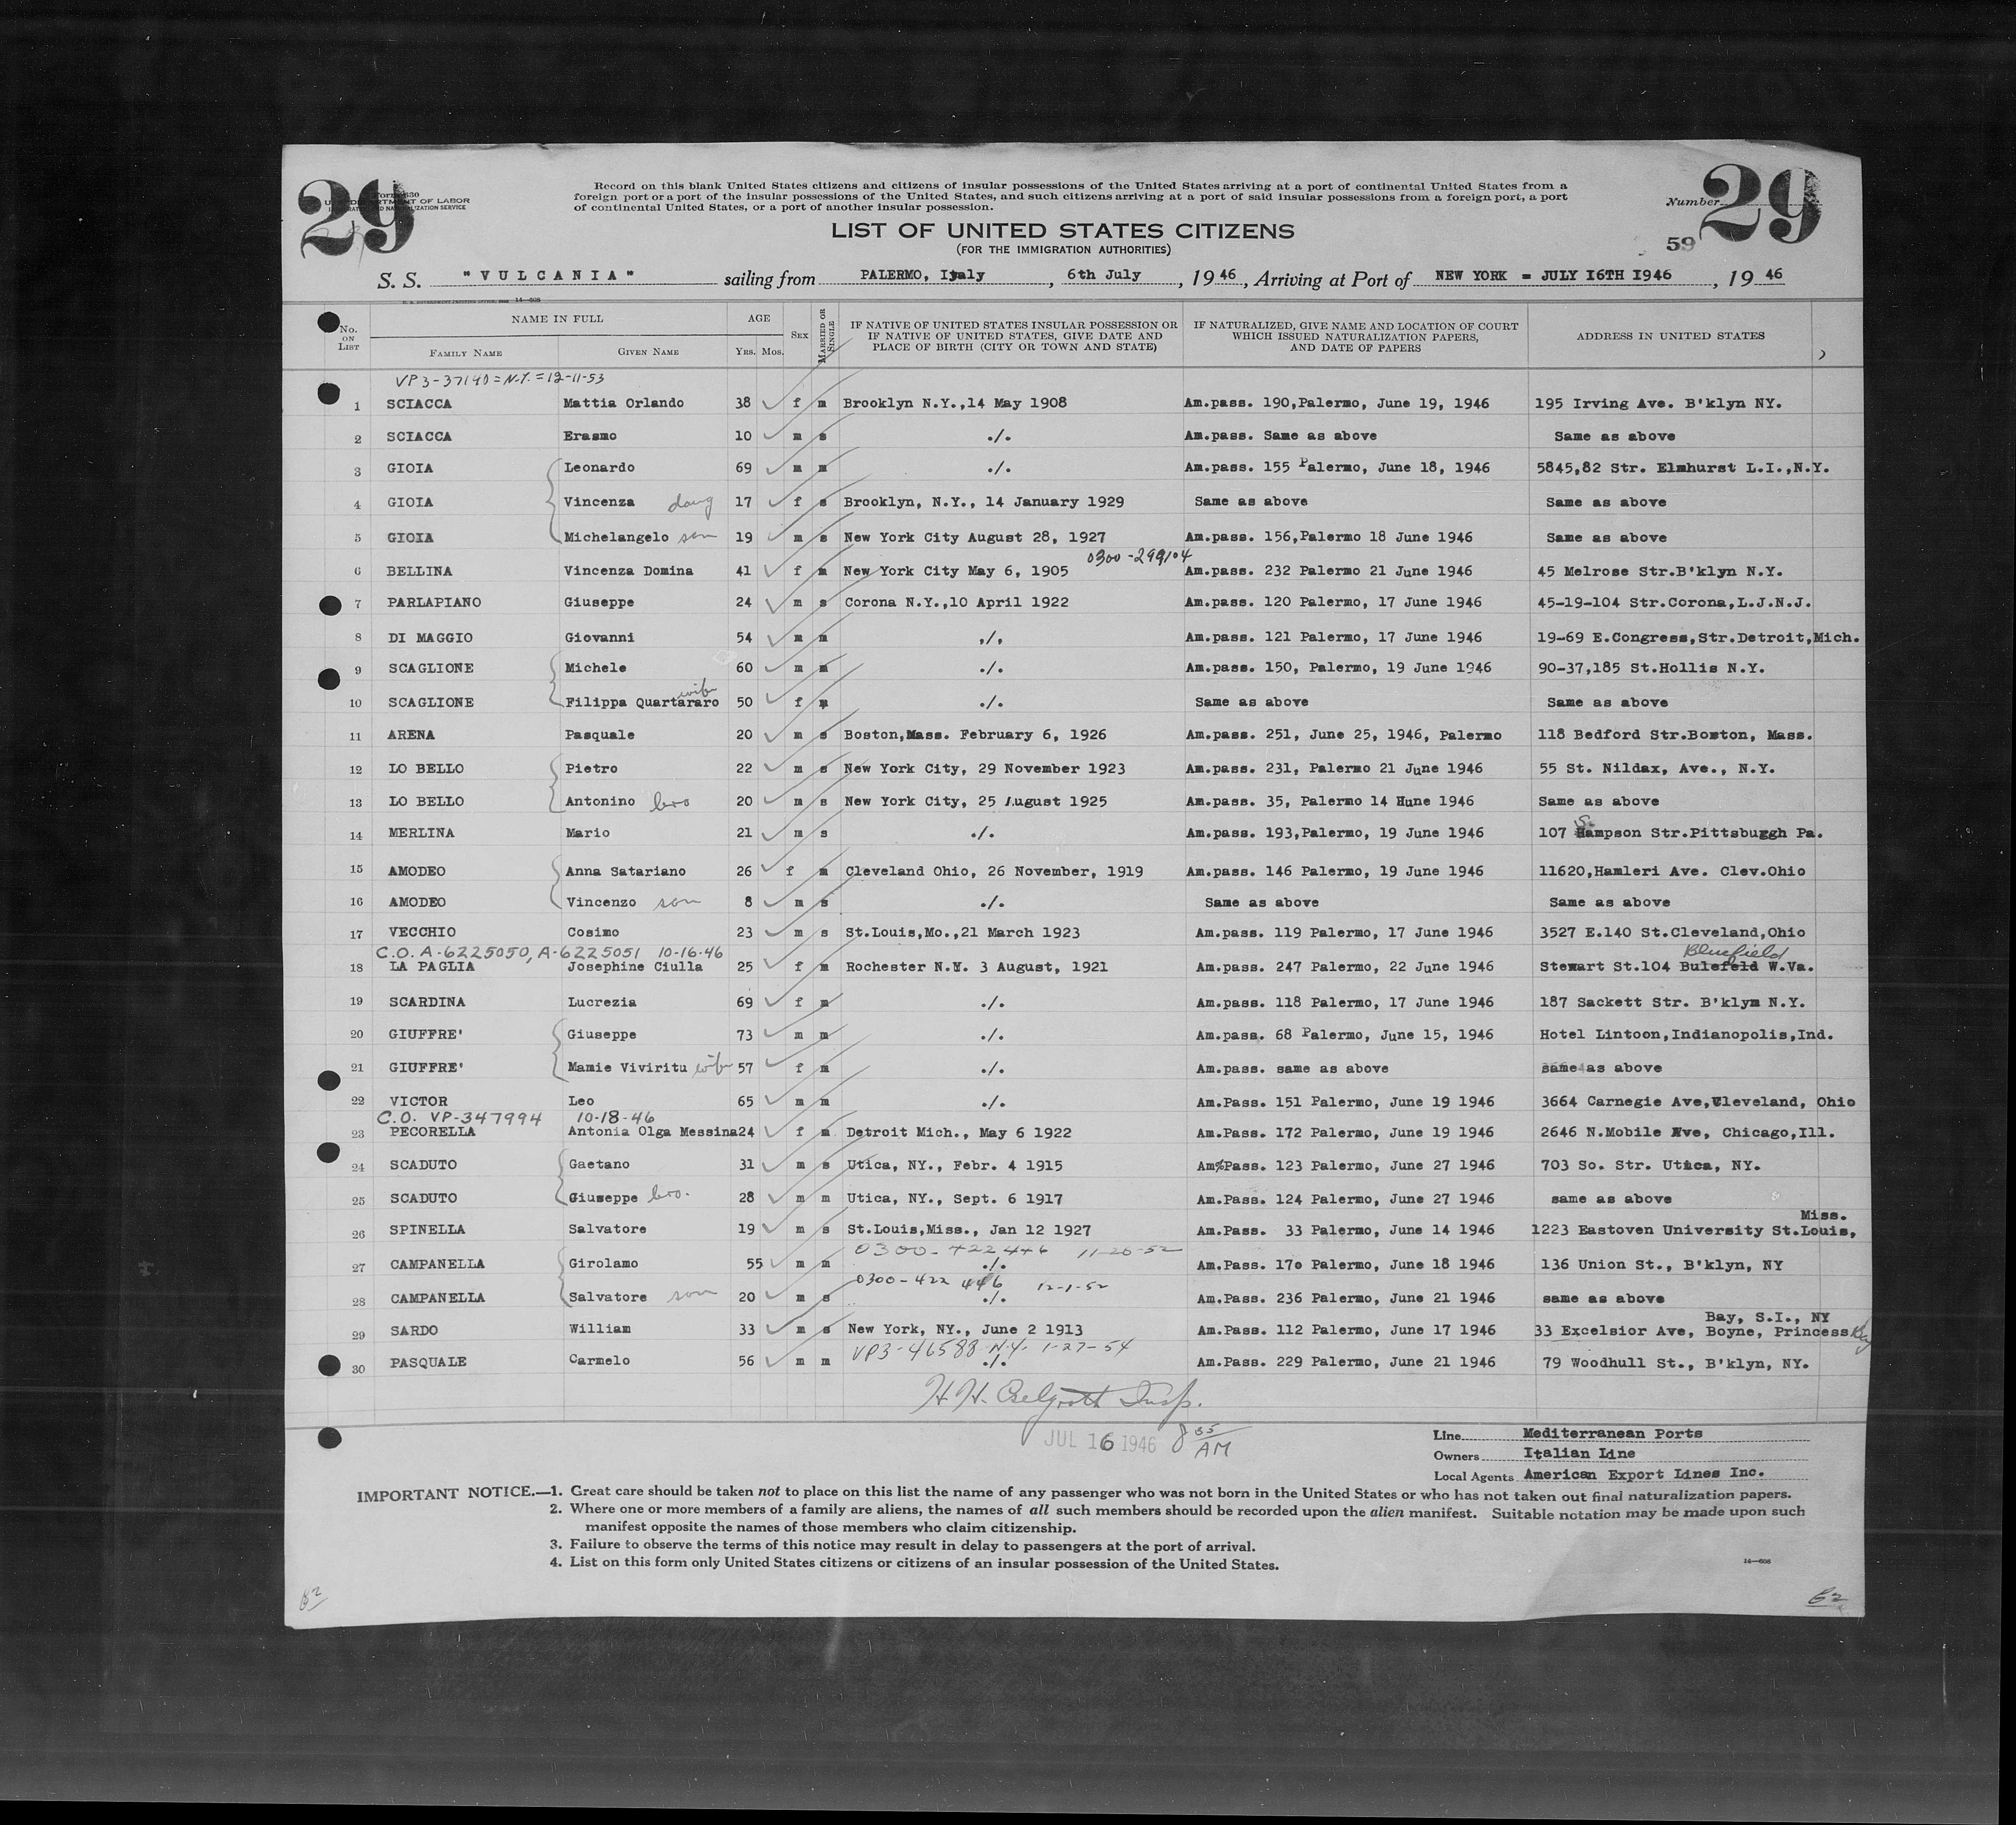 29
Form 630
U.S. DEPARTMENT OF LABOR
IMMIGRATION AND NATURALIZATION SERVICE
Record on this blank United States citizens and citizens of insular possessions of the United States arriving at a port of continental United States from a
foreign port or a port of the insular possessions of the United States, and such citizens arriving at a port of said insular possessions from a foreign port, a port
of continental United States, or a port of another insular possession.
Number 29
LIST OF UNITED STATES CITIZENS
(FOR THE IMMIGRATION AUTHORITIES)
59
S. S. "VULCANIA" sailing from PALERMO, Italy, 6th July, 1946, Arriving at Port of NEW YORK = JULY I6TH I946, 19 46
14-608
No. ON LIST NAME IN FULL FAMILY NAME GIVEN NAME AGE YRS. MOS. SEX MARRIED OR SINGLE IF NATIVE OF UNITED STATES INSULAR POSSESSION OR IF NATIVE OF UNITED STATES, GIVE DATE AND PLACE OF BIRTH (CITY OR TOWN AND STATE) IF NATURALIZED, GIVE NAME AND LOCATION OF COURT WHICH ISSUED NATURALIZATION PAPERS, AND DATE OF PAPERS ADDRESS IN UNITED STATES
VP3-37140=N.Y.=12-11-53
1 SCIACCA Mattia Orlando 38 f m Brooklyn N.Y.,14 May 1908 Am.pass. 190,Palermo, June 19, 1946 195 Irving Ave. B'klyn NY.
2 SCIACCA Erasmo 10 m s ./. Am.pass. Same as above Same as above
3 GIOIA Leonardo 69 m m ./. Am.pass. 155 Palermo, June 18, 1946 5845,82 Str. Elmhurst L.I.,N.Y.
4 GIOIA Vincenza daug 17 f s Brooklyn, N.Y., 14 January 1929 Same as above Same as above
5 GIOIA Michelangelo son 19 m s New York City August 28, 1927 Am.pass. 156,Palermo 18 June 1946 Same as above
0300-299104
6 BELLINA Vincenza Domina 41 f m New York City May 6, 1905 Am.pass. 232 Palermo 21 June 1946 45 Melrose Str.B'klyn N.Y.
7 PARLAPIANO Giuseppe 24 m s Corona N.Y.,10 April 1922 Am.pass. 120 Palermo, 17 June 1946 45-19-104 Str.Corona,L.J.N.J.
8 DI MAGGIO Giovanni 54 m m ,/, Am.pass. 121 Palermo, 17 June 1946 19-69 E.Congress,Str.Detroit,Mich.
9 SCAGLIONE Michele 60 m m ./. Am.pass. 150, Palermo, 19 June 1946 90-37,185 St.Hollis N.Y.
10 SCAGLIONE Filippa Quartararo wife 50 f m ./. Same as above Same as above
11 ARENA Pasquale 20 m s Boston,Mass. February 6, 1926 Am.pass. 251, June 25, 1946, Palermo 118 Bedford Str.Boston, Mass.
12 LO BELLO Pietro 22 m s New York City, 29 November 1923 Am.pass. 231, Palermo 21 June 1946 55 St. Nildax, Ave., N.Y.
13 LO BELLO Antonino bro 20 m s New York City, 25 August 1925 Am.pass. 35, Palermo 14 Hune 1946 Same as above
14 MERLINA Mario 21 m s ./. Am.pass. 193,Palermo, 19 June 1946 107 Sampson Str.Pittsburgh Pa.
15 AMODEO Anna Satariano 26 f m Cleveland Ohio, 26 November, 1919 Am.pass. 146 Palermo, 19 June 1946 11620,Hamleri Ave. Clev.Ohio
16 AMODEO Vincenzo son 8 m s ./. Same as above Same as above
17 VECCHIO Cosimo 23 m s St.Louis,Mo.,21 March 1923 Am.pass. 119 Palermo, 17 June 1946 3527 E.140 St.Cleveland,Ohio
C.O. A-6225050, A-6225051 10-16-46 Bluefield
18 LA PAGLIA Josephine Ciulla 25 f m Rochester N.Y. 3 August, 1921 Am.pass. 247 Palermo, 22 June 1946 Stewart St.104 Bulefeld W.Va.
19 SCARDINA Lucrezia 69 f m ./. Am.pass. 118 Palermo, 17 June 1946 187 Sackett Str. B'klym N.Y.
20 GIUFFRE' Giuseppe 73 m m ./. Am.pass. 68 Palermo, June 15, 1946 Hotel Lintoon,Indianopolis,Ind.
21 GIUFFRE' Mamie Viviritu wife 57 f m ./. Am.pass. same as above same as above
22 VICTOR Leo 65 m m ./. Am.Pass. 151 Palermo, June 19 1946 3664 Carnegie Ave,Cleveland, Ohio
C.O. VP-347994 10-18-46
23 PECORELLA Antonia Olga Messina 24 f m Detroit Mich., May 6 1922 Am.Pass. 172 Palermo, June 19 1946 2646 N.Mobile Ave, Chicago,Ill.
24 SCADUTO Gaetano 31 m s Utica, NY., Febr. 4 1915 Am%Pass. 123 Palermo, June 27 1946 703 So. Str. Utica, NY.
25 SCADUTO Giuseppe bro. 28 m m Utica, NY., Sept. 6 1917 Am.Pass. 124 Palermo, June 27 1946 same as above
Miss.
26 SPINELLA Salvatore 19 m s St.Louis,Miss., Jan 12 1927 Am.Pass. 33 Palermo, June 14 1946 1223 Eastoven University St.Louis,
0300-422446 11-20-52
27 CAMPANELLA Girolamo 55 m m ./. Am.Pass. 170 Palermo, June 18 1946 136 Union St., B'klyn, NY
0300-422 446 12-1-52
28 CAMPANELLA Salvatore son 20 m s ./. Am.Pass. 236 Palermo, June 21 1946 same as above
Bay, S.I., NY
29 SARDO William 33 m s New York, NY., June 2 1913 Am.Pass. 112 Palermo, June 17 1946 33 Excelsior Ave, Boyne, Princess Bay
VP3-46588 N.Y. 1-27-54
30 PASQUALE Carmelo 56 m m ./. Am.Pass. 229 Palermo, June 21 1946 79 Woodhull St., B'klyn, NY.
H.H. Insp.
JUL 16 1946 8 35 AM
Line Mediterranean Ports
Owners Italian Line
Local Agents American Export Lines Inc.
IMPORTANT NOTICE.—1. Great care should be taken not to place on this list the name of any passenger who was not born in the United States or who has not taken out final naturalization papers.
2. Where one or more members of a family are aliens, the names of all such members should be recorded upon the alien manifest. Suitable notation may be made upon such
manifest opposite the names of those members who claim citizenship.
3. Failure to observe the terms of this notice may result in delay to passengers at the port of arrival.
4. List on this form only United States citizens or citizens of an insular possession of the United States.
14—608